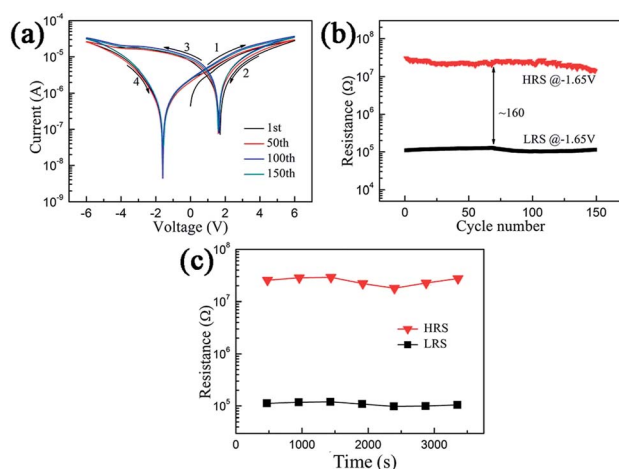 (a)
10⁻⁴
10⁻⁵
10⁻⁶
10⁻⁷
10⁻⁸
10⁻⁹
Current (A)
3
1
2
4
1st
50th
100th
150th
-6 -4 -2 0 2 4 6
Voltage (V)
(b)
10⁸
10⁷
10⁶
10⁵
Resistance (Ω)
HRS @-1.65V
~160
LRS @-1.65V
0 50 100 150
Cycle number
(c)
10⁸
10⁷
10⁶
10⁵
Resistance (Ω)
HRS
LRS
0 1000 2000 3000
Time (s)